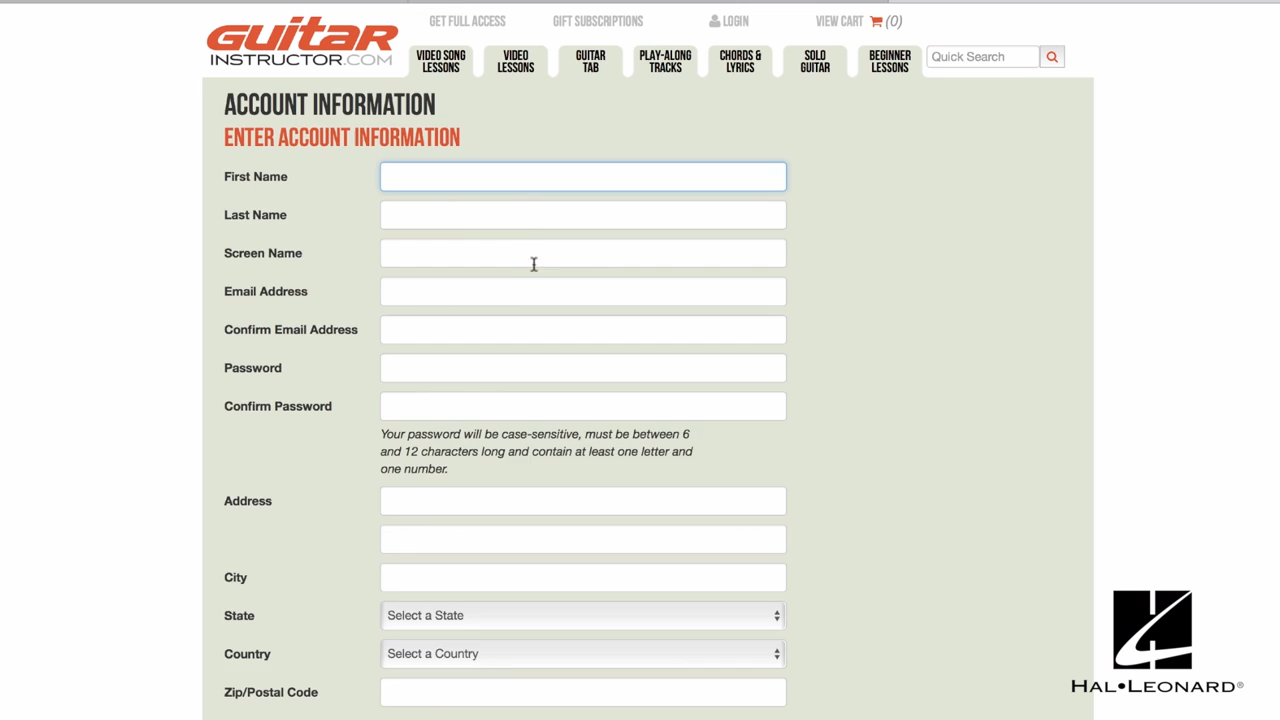 GET FULL ACCESS
GIFT SUBSCRIPTIONS
LOGIN
VIEW CART (0)
GUITAR
INSTRUCTOR.COM
VIDEO SONG
LESSONS
VIDEO
LESSONS
GUITAR
TAB
PLAY-ALONG
TRACKS
CHORDS &
LYRICS
SOLO
GUITAR
BEGINNER
LESSONS
Quick Search
ACCOUNT INFORMATION
ENTER ACCOUNT INFORMATION
First Name
Last Name
Screen Name
Email Address
Confirm Email Address
Password
Confirm Password
Your password will be case-sensitive, must be between 6
and 12 characters long and contain at least one letter and
one number.
Address
City
State Select a State
Country Select a Country
Zip/Postal Code
HAL•LEONARD®